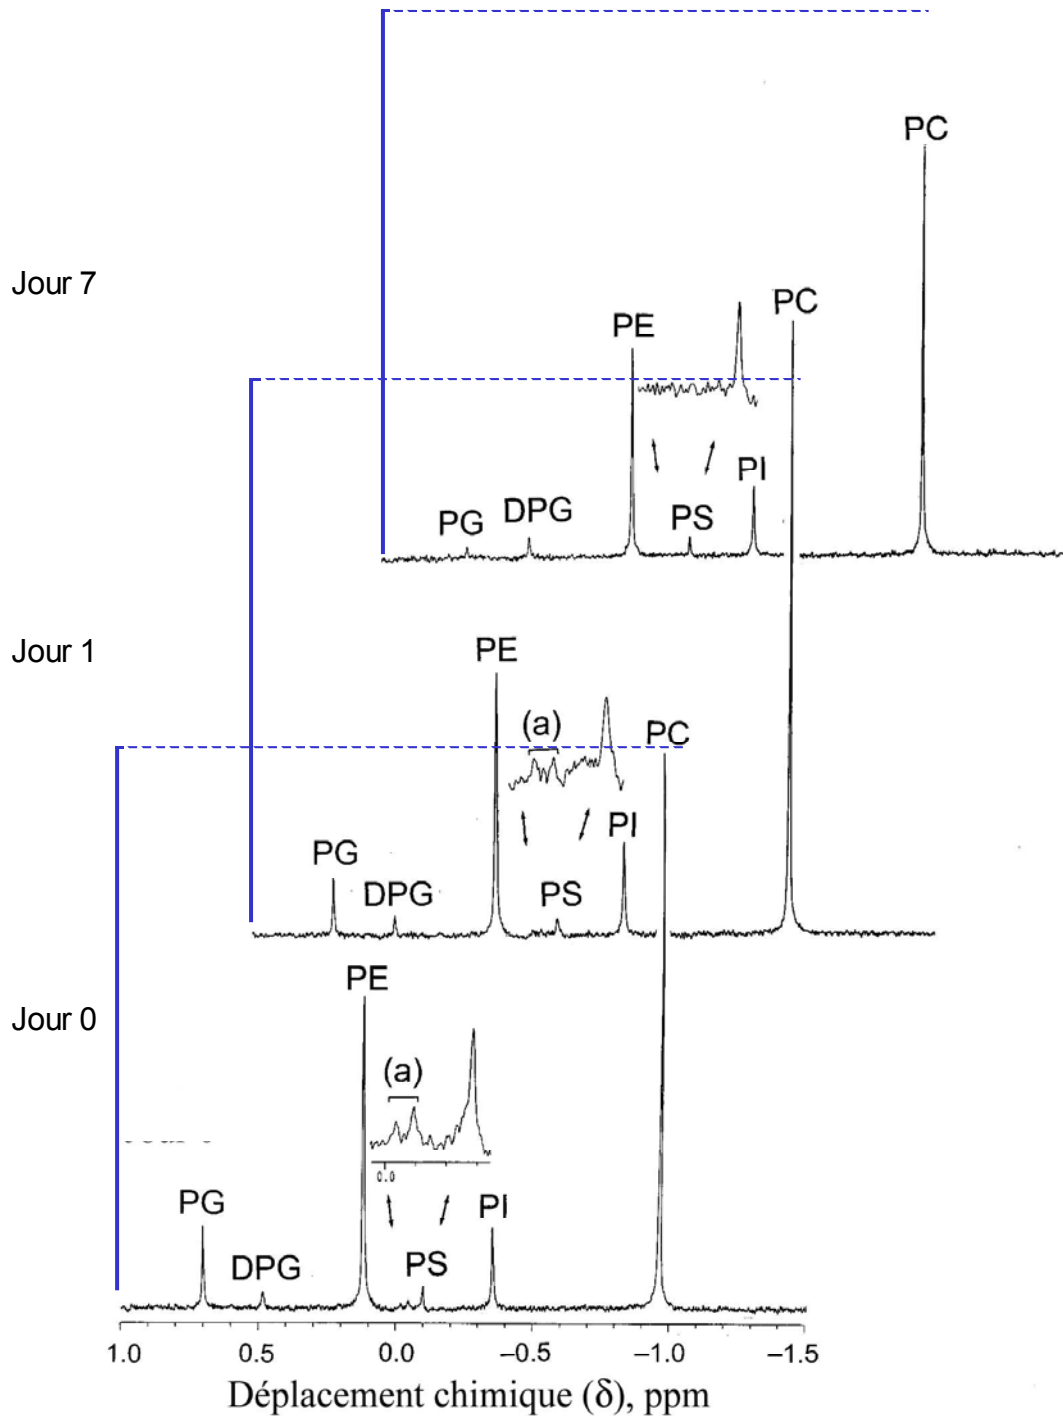 PC
Jour 7
PC
PE
PI
PG DPG PS
Jour 1
PE
(a) PC
PI
PG DPG PS
Jour 0
PE
(a)
0.0
PG PI
DPG PS
1.0 0.5 0.0 –0.5 –1.0 –1.5
Déplacement chimique (δ), ppm